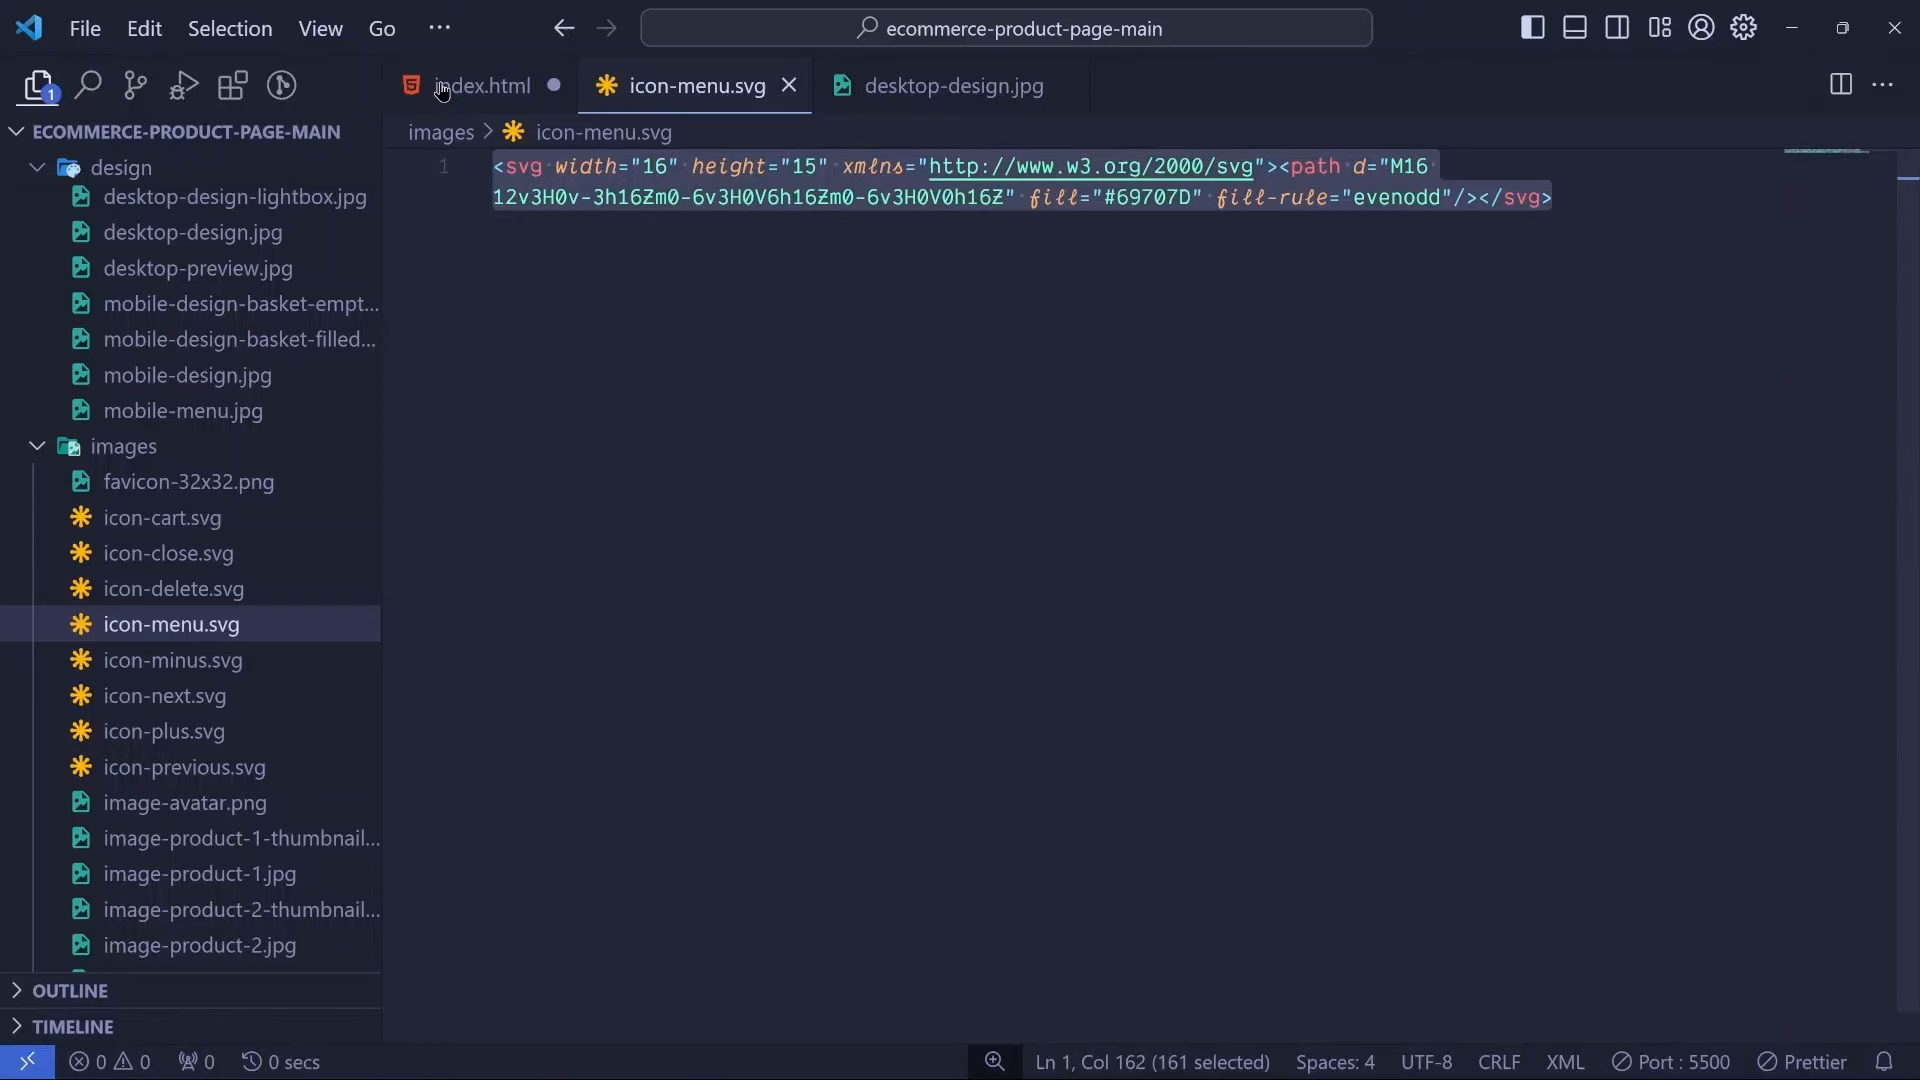 File Edit Selection View Go ···
ecommerce-product-page-main
1
index.html
icon-menu.svg
desktop-design.jpg
ECOMMERCE-PRODUCT-PAGE-MAIN
design
desktop-design-lightbox.jpg
desktop-design.jpg
desktop-preview.jpg
mobile-design-basket-empt...
mobile-design-basket-filled...
mobile-design.jpg
mobile-menu.jpg
images
favicon-32x32.png
icon-cart.svg
icon-close.svg
icon-delete.svg
icon-menu.svg
icon-minus.svg
icon-next.svg
icon-plus.svg
icon-previous.svg
image-avatar.png
image-product-1-thumbnail...
image-product-1.jpg
image-product-2-thumbnail...
image-product-2.jpg
OUTLINE
TIMELINE
images > icon-menu.svg
1 <svg width="16" height="15" xmlns="http://www.w3.org/2000/svg"><path d="M16
12v3H0v-3h16Zm0-6v3H0V6h16Zm0-6v3H0V0h16Z" fill="#69707D" fill-rule="evenodd"/></svg>
0 0 0 0 secs
Ln 1, Col 162 (161 selected) Spaces: 4 UTF-8 CRLF XML Port : 5500 Prettier